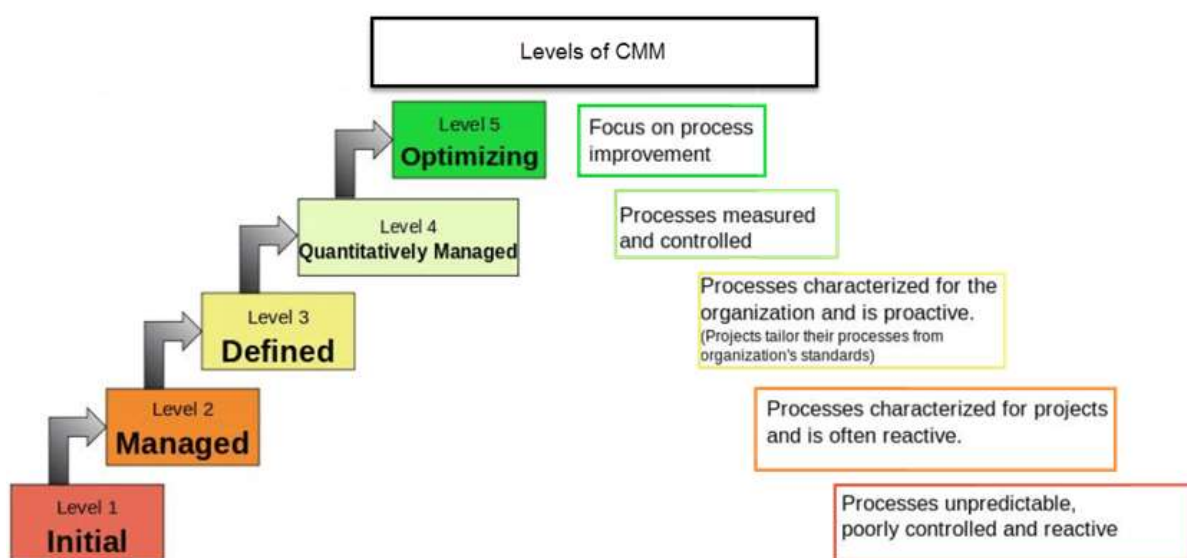 Levels of CMM
Level 5
Optimizing
Focus on process
improvement
Level 4
Quantitatively Managed
Processes measured
and controlled
Level 3
Defined
Processes characterized for the
organization and is proactive.
(Projects tailor their processes from
organization's standards)
Level 2
Managed
Processes characterized for projects
and is often reactive.
Level 1
Initial
Processes unpredictable,
poorly controlled and reactive